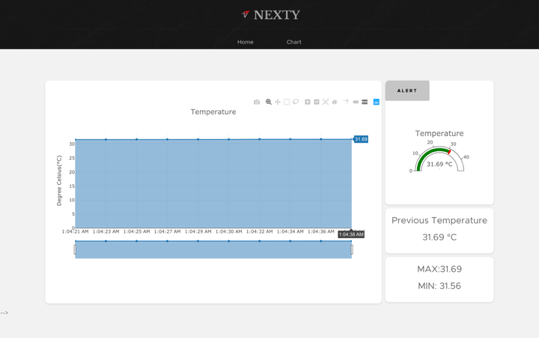 NEXTY
Home Chart
Temperature
31.69
Degree Celsius(°C)
30
25
20
15
10
5
0
1:04:21 AM 1:04:23 AM 1:04:25 AM 1:04:27 AM 1:04:29 AM 1:04:30 AM 1:04:32 AM 1:04:34 AM 1:04:36 AM 1:04:38 AM
ALERT
Temperature
0
10
20
30
40
31.69 °C
Previous Temperature
31.69 °C
MAX:31.69
MIN: 31.56
-->